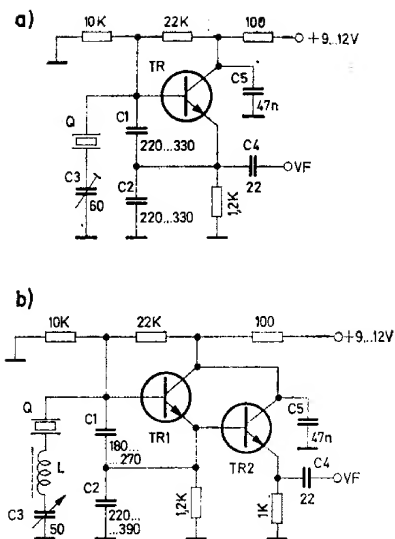 a)
10K 22K 100
+9...12V
TR
C5
47n
C1
Q
220...330
C4
VF
C3
22
C2
60
1,2K
220...330
b)
10K 22K 100
+9...12V
Q
C1
TR1
C5
180...
...270
TR2
47n
L
C4
C2
VF
C3
22
220...
...390
50
1,2K
1K